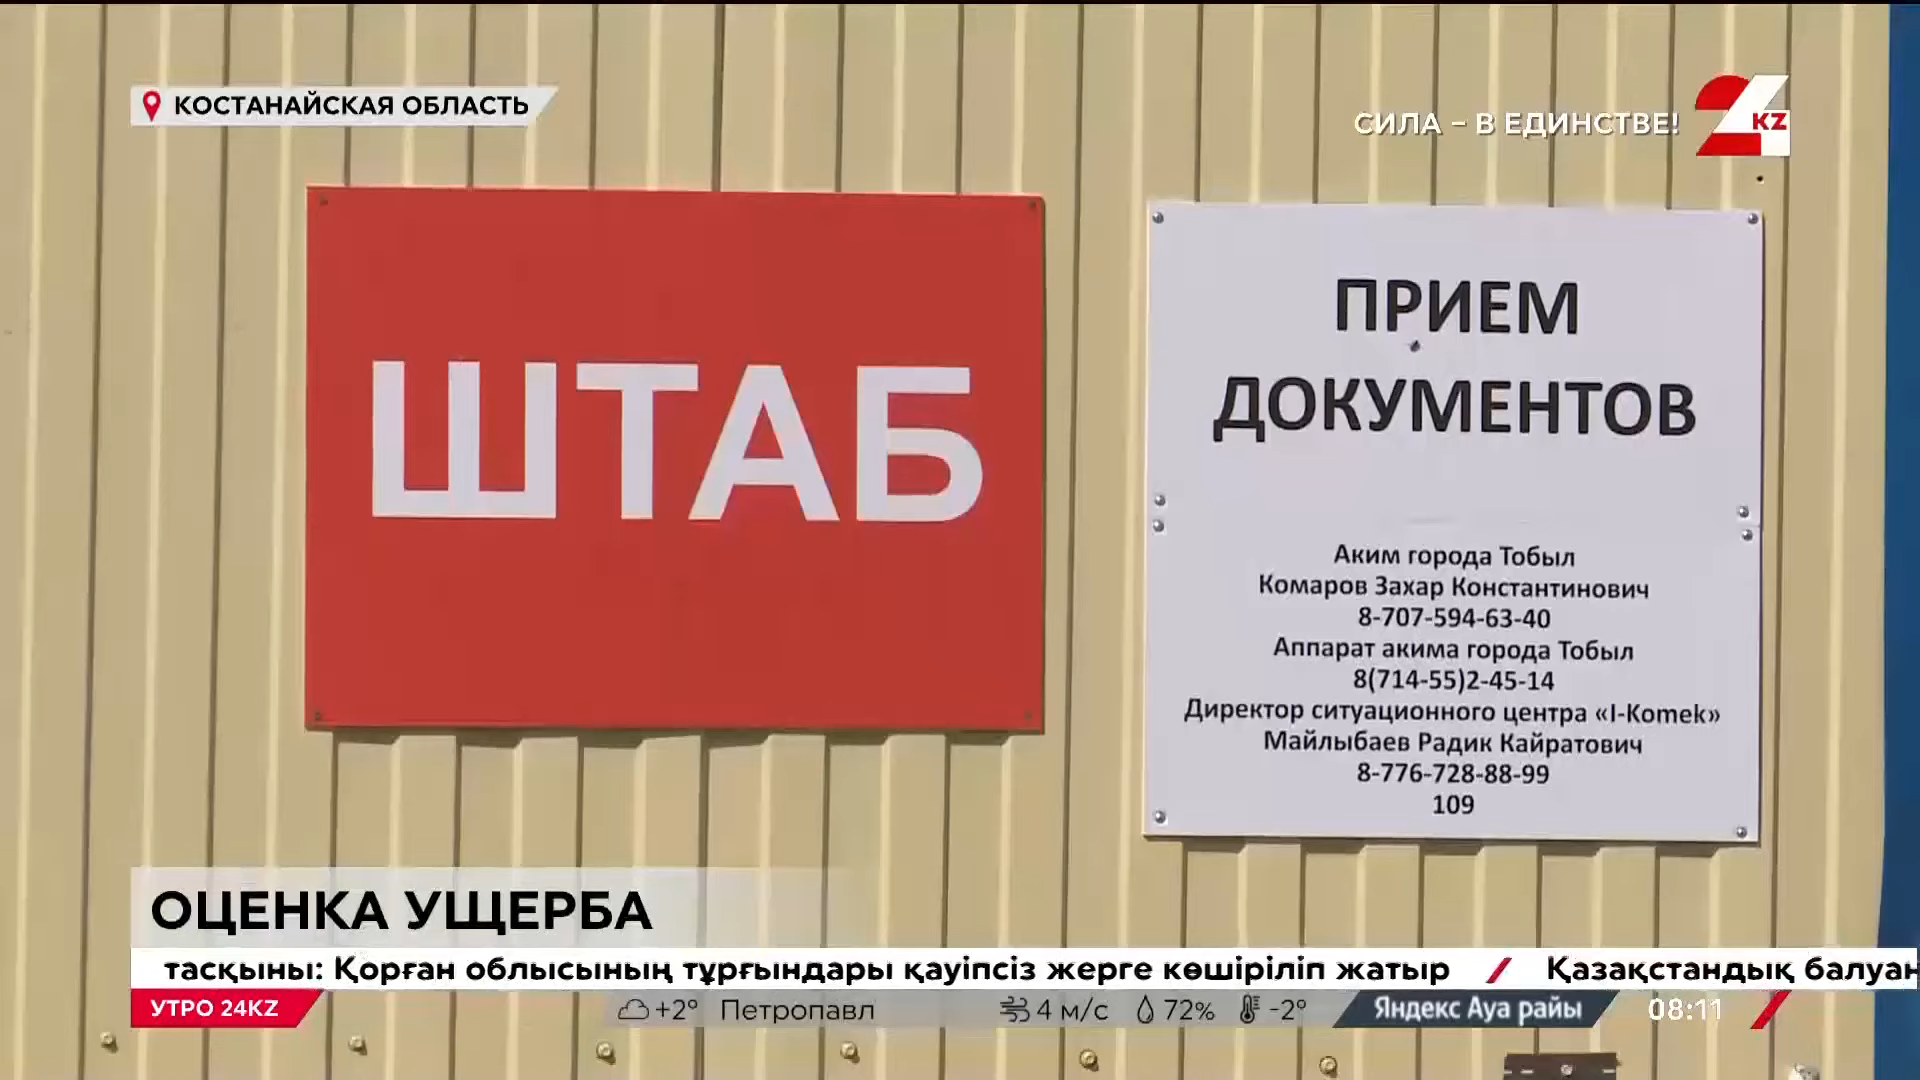 КОСТАНАЙСКАЯ ОБЛАСТЬ
СИЛА – В ЕДИНСТВЕ!
24 KZ
ШТАБ
ПРИЕМ
ДОКУМЕНТОВ
Аким города Тобыл
Комаров Захар Константинович
8-707-594-63-40
Аппарат акима города Тобыл
8(714-55)2-45-14
Директор ситуационного центра «I-Komek»
Майлыбаев Радик Кайратович
8-776-728-88-99
109
ОЦЕНКА УЩЕРБА
тасқыны: Қорған облысының тұрғындары қауіпсіз жерге көшіріліп жатыр / Қазақстандық балуан
УТРО 24KZ
+2° Петропавл 4 м/с 72% -2° Яндекс Ауа райы 08:11